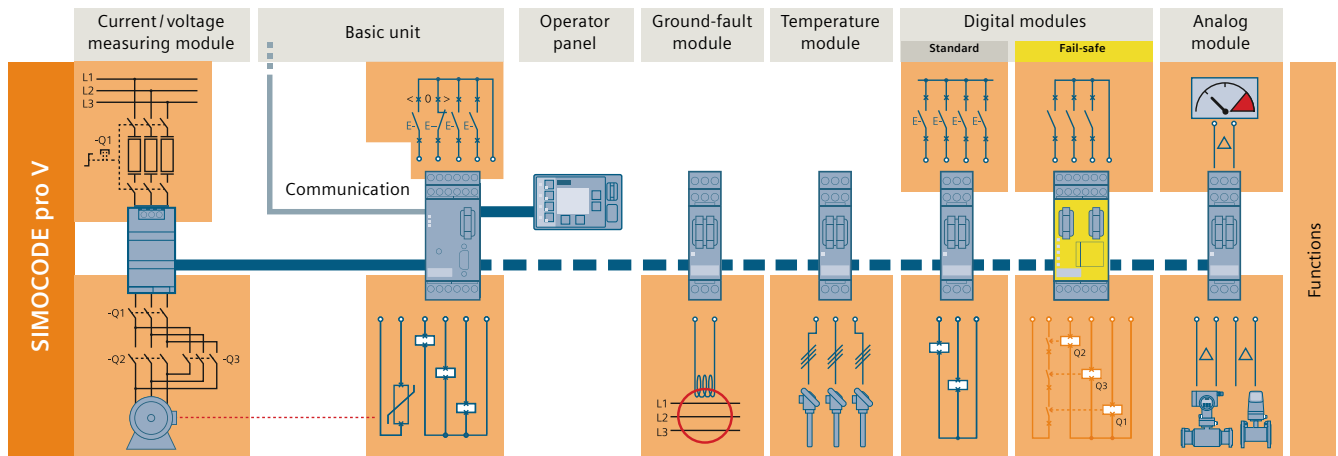 Current/voltage
measuring module
Basic unit
Operator
panel
Ground-fault
module
Temperature
module
Digital modules
Standard
Fail-safe
Analog
module
SIMOCODE pro V
Functions
L1
L2
L3
-Q1
< 0 >
E-
E-
E-
E-
E-
E-
E-
E-
Communication
-Q1
-Q2
-Q3
L1
L2
L3
Q2
Q3
Q1